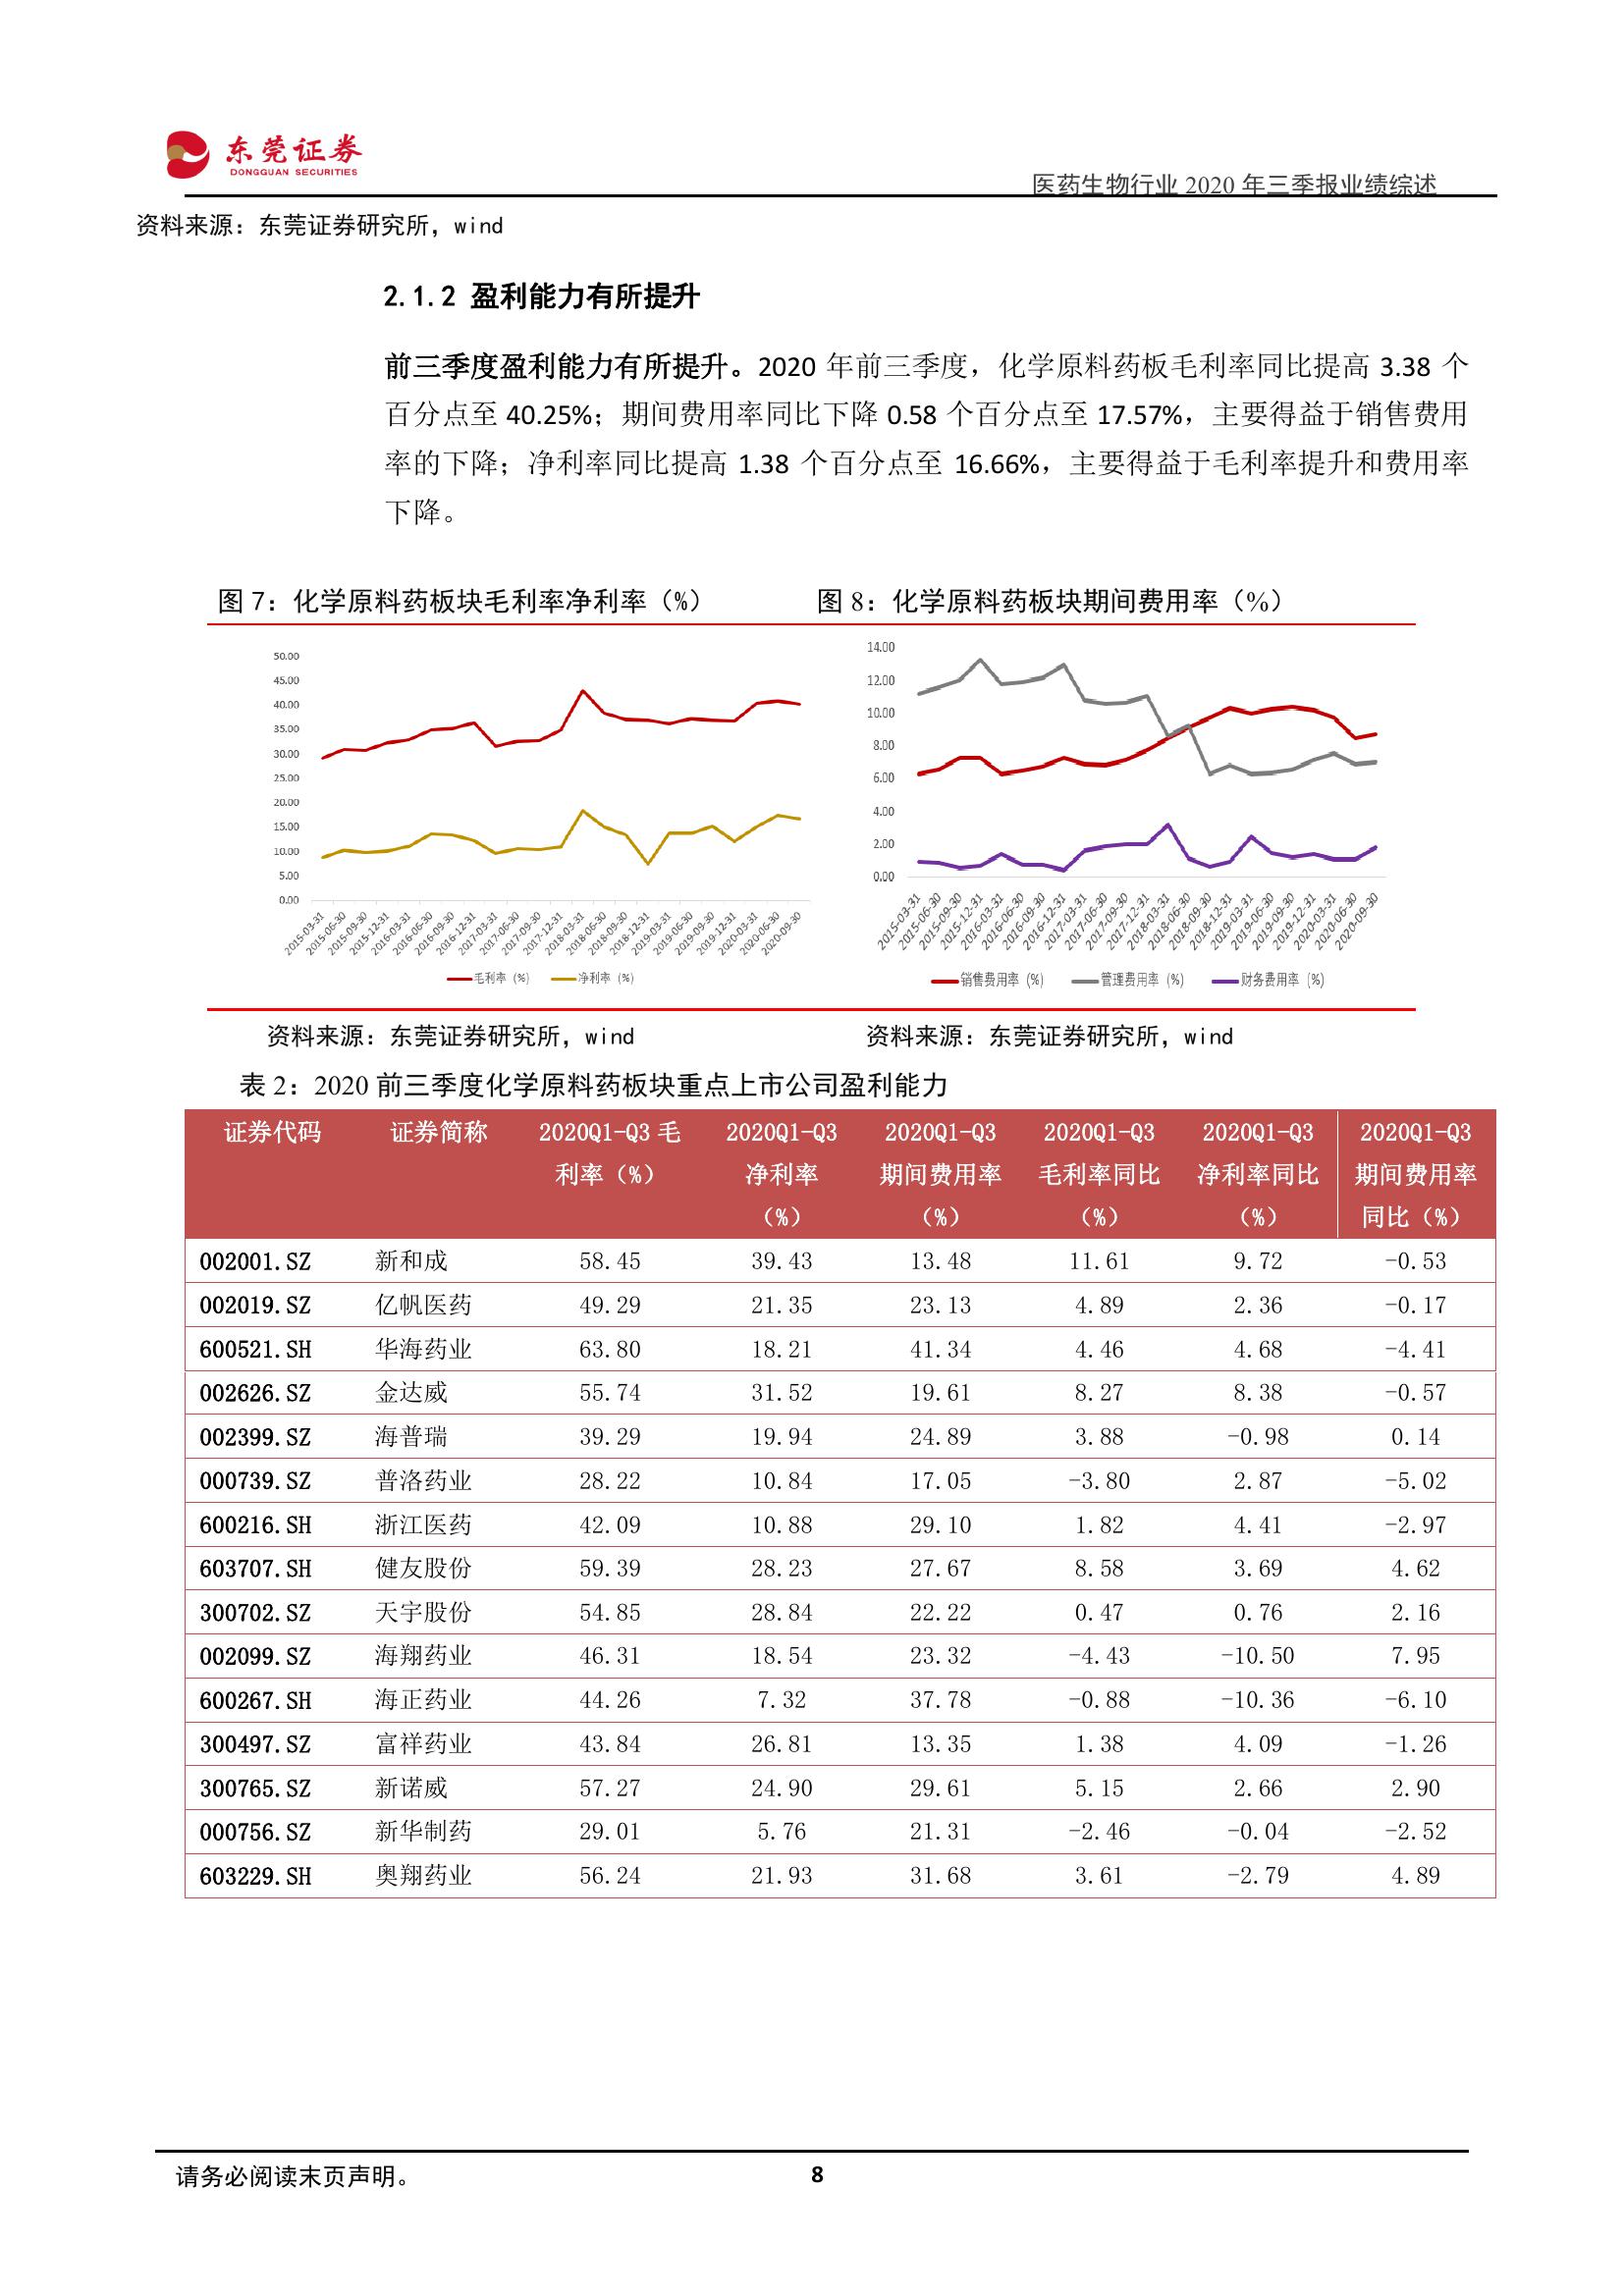 东莞证券
DONGGUAN SECURITIES
医药生物行业 2020 年三季报业绩综述
资料来源：东莞证券研究所，wind
2.1.2 盈利能力有所提升
前三季度盈利能力有所提升。2020 年前三季度，化学原料药板毛利率同比提高 3.38 个
百分点至 40.25%；期间费用率同比下降 0.58 个百分点至 17.57%，主要得益于销售费用
率的下降；净利率同比提高 1.38 个百分点至 16.66%，主要得益于毛利率提升和费用率
下降。
图 7：化学原料药板块毛利率净利率（%）
50.00
45.00
40.00
35.00
30.00
25.00
20.00
15.00
10.00
5.00
0.00
2015-03-31 2015-06-30 2015-09-30 2015-12-31 2016-03-31 2016-06-30 2016-09-30 2016-12-31 2017-03-31 2017-06-30 2017-09-30 2017-12-31 2018-03-31 2018-06-30 2018-09-30 2018-12-31 2019-03-31 2019-06-30 2019-09-30 2019-12-31 2020-03-31 2020-06-30 2020-09-30
毛利率（%） 净利率（%）
图 8：化学原料药板块期间费用率（%）
14.00
12.00
10.00
8.00
6.00
4.00
2.00
0.00
2015-03-31 2015-06-30 2015-09-30 2015-12-31 2016-03-31 2016-06-30 2016-09-30 2016-12-31 2017-03-31 2017-06-30 2017-09-30 2017-12-31 2018-03-31 2018-06-30 2018-09-30 2018-12-31 2019-03-31 2019-06-30 2019-09-30 2019-12-31 2020-03-31 2020-06-30 2020-09-30
销售费用率（%） 管理费用率（%） 财务费用率（%）
资料来源：东莞证券研究所，wind 资料来源：东莞证券研究所，wind
表 2：2020 前三季度化学原料药板块重点上市公司盈利能力
证券代码 证券简称 2020Q1-Q3 毛 2020Q1-Q3 2020Q1-Q3 2020Q1-Q3 2020Q1-Q3 2020Q1-Q3
利率（%） 净利率 期间费用率 毛利率同比 净利率同比 期间费用率
（%） （%） （%） （%） 同比（%）
002001.SZ 新和成 58.45 39.43 13.48 11.61 9.72 -0.53
002019.SZ 亿帆医药 49.29 21.35 23.13 4.89 2.36 -0.17
600521.SH 华海药业 63.80 18.21 41.34 4.46 4.68 -4.41
002626.SZ 金达威 55.74 31.52 19.61 8.27 8.38 -0.57
002399.SZ 海普瑞 39.29 19.94 24.89 3.88 -0.98 0.14
000739.SZ 普洛药业 28.22 10.84 17.05 -3.80 2.87 -5.02
600216.SH 浙江医药 42.09 10.88 29.10 1.82 4.41 -2.97
603707.SH 健友股份 59.39 28.23 27.67 8.58 3.69 4.62
300702.SZ 天宇股份 54.85 28.84 22.22 0.47 0.76 2.16
002099.SZ 海翔药业 46.31 18.54 23.32 -4.43 -10.50 7.95
600267.SH 海正药业 44.26 7.32 37.78 -0.88 -10.36 -6.10
300497.SZ 富祥药业 43.84 26.81 13.35 1.38 4.09 -1.26
300765.SZ 新诺威 57.27 24.90 29.61 5.15 2.66 2.90
000756.SZ 新华制药 29.01 5.76 21.31 -2.46 -0.04 -2.52
603229.SH 奥翔药业 56.24 21.93 31.68 3.61 -2.79 4.89
请务必阅读末页声明。
8